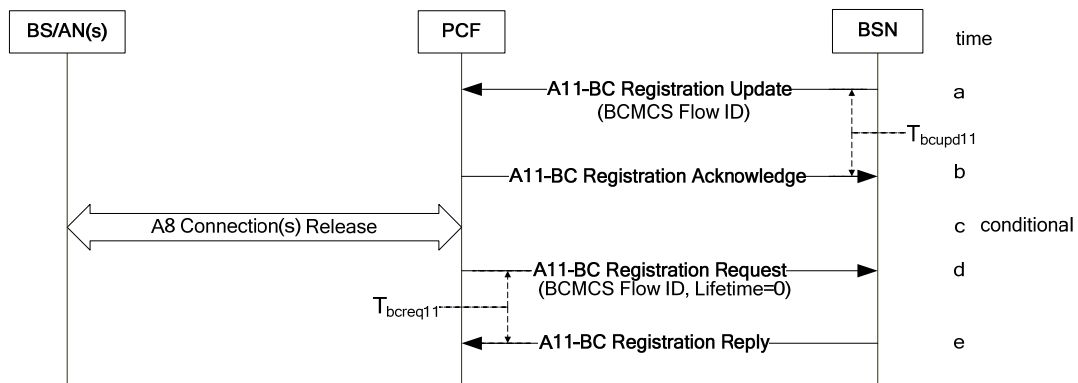 BS/AN(s)
PCF
BSN
time
A11-BC Registration Update
a
(BCMCS Flow ID)
Tbcupd11
A11-BC Registration Acknowledge
b
A8 Connection(s) Release
c conditional
A11-BC Registration Request
d
(BCMCS Flow ID, Lifetime=0)
Tbcreq11
A11-BC Registration Reply
e